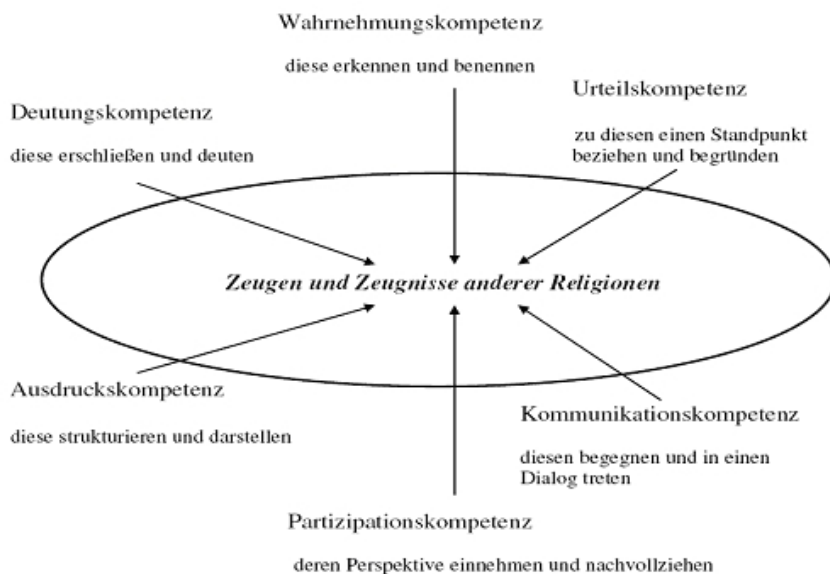 Wahrnehmungskompetenz
diese erkennen und benennen
Urteilskompetenz
zu diesen einen Standpunkt
beziehen und begründen
Deutungskompetenz
diese erschließen und deuten
Zeugen und Zeugnisse anderer Religionen
Ausdruckskompetenz
diese strukturieren und darstellen
Kommunikationskompetenz
diesen begegnen und in einen
Dialog treten
Partizipationskompetenz
deren Perspektive einnehmen und nachvollziehen